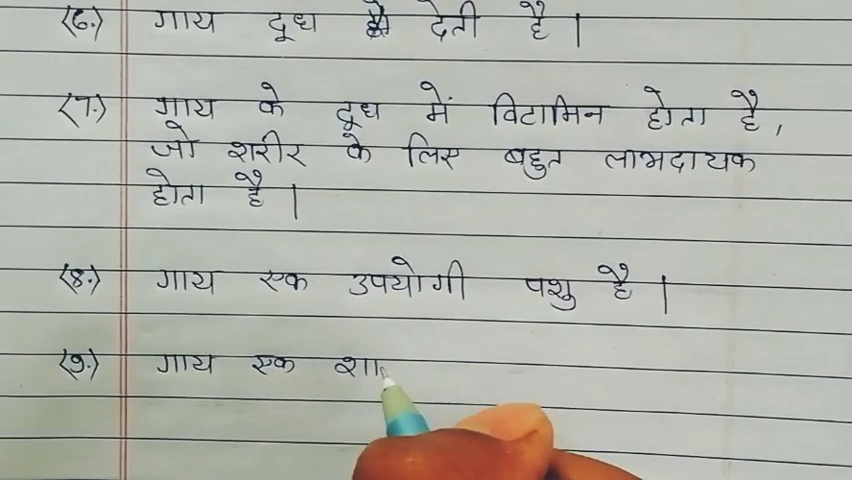 (6.) गाय दूध देती है ।
(7.) गाय के दूध में विटामिन होता है,
जो शरीर के लिए बहुत लाभदायक
होता है ।
(8.) गाय एक उपयोगी पशु है ।
(9.) गाय एक शा